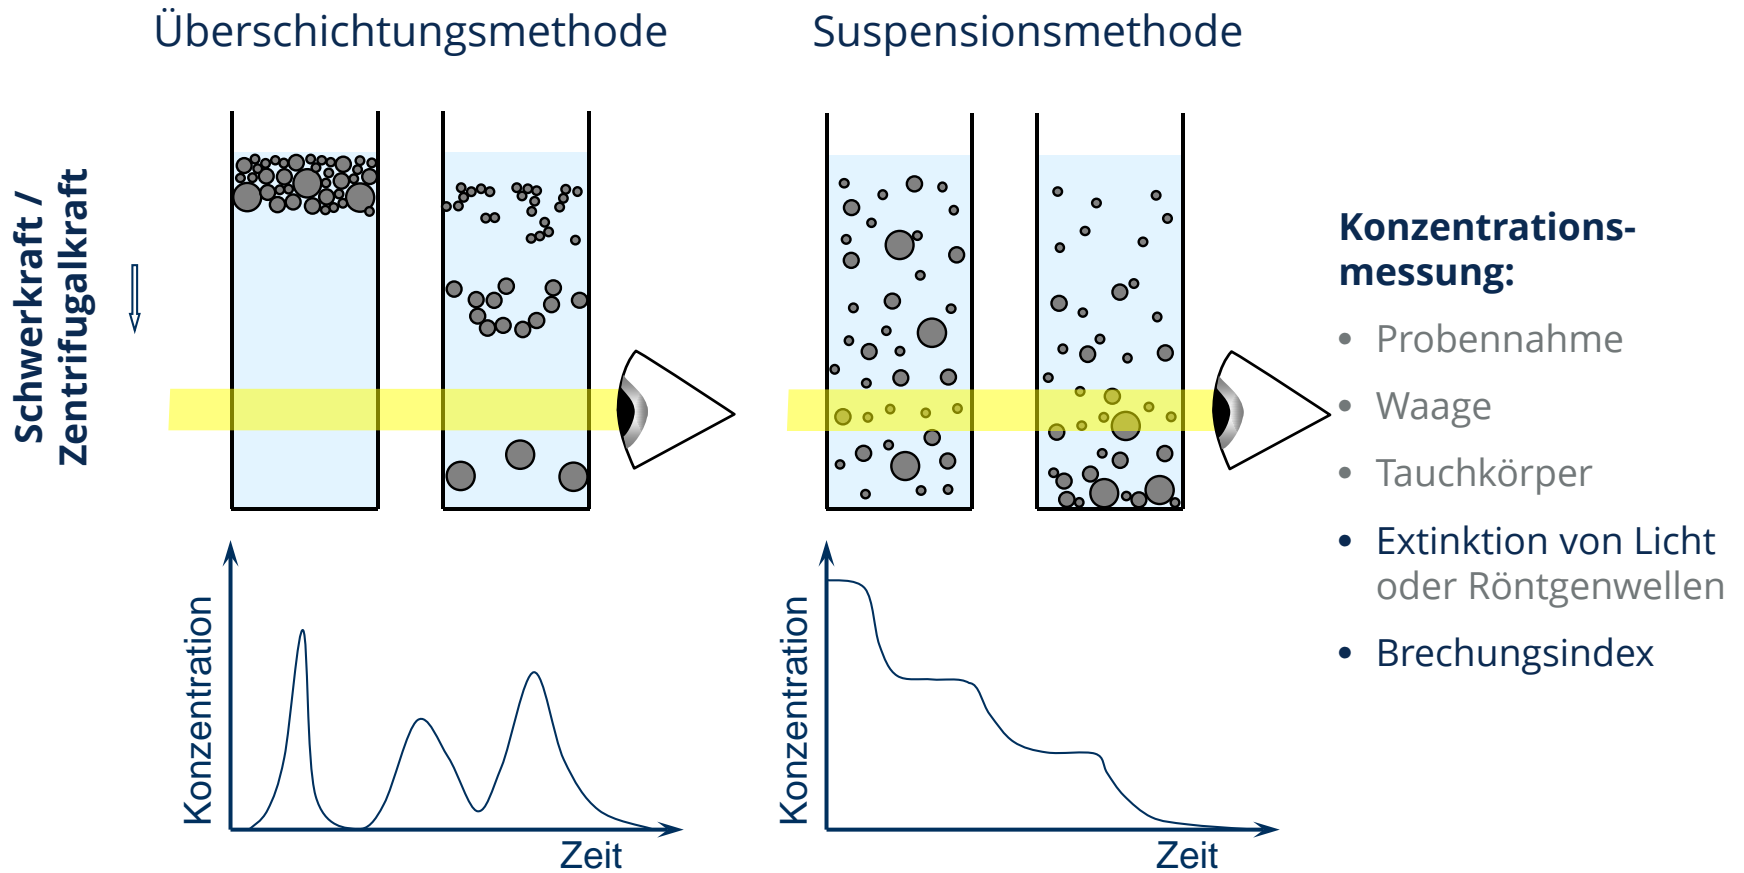 Überschichtungsmethode
Suspensionsmethode
Schwerkraft /
Zentrifugalkraft
Konzentrations-
messung:
• Probennahme
• Waage
• Tauchkörper
• Extinktion von Licht
oder Röntgenwellen
• Brechungsindex
Konzentration
Zeit
Konzentration
Zeit